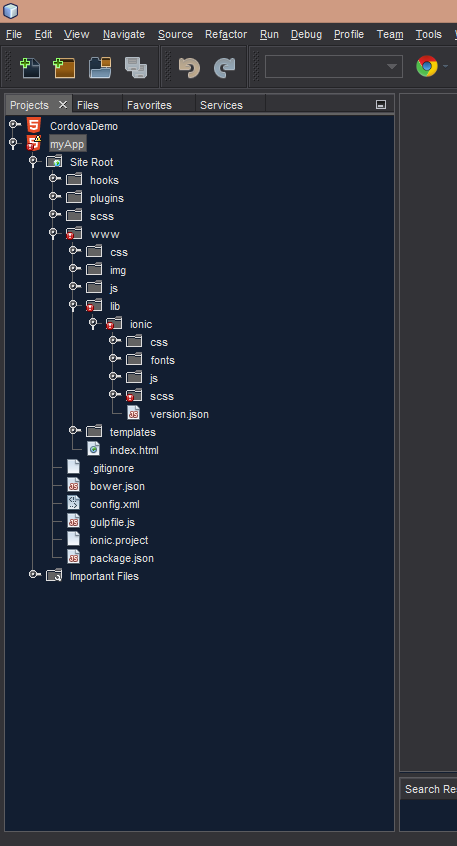 File Edit View Navigate Source Refactor Run Debug Profile Team Tools
Projects Files Favorites Services
CordovaDemo
myApp
Site Root
hooks
plugins
scss
www
css
img
js
lib
ionic
css
fonts
js
scss
version.json
templates
index.html
.gitignore
bower.json
config.xml
gulpfile.js
ionic.project
package.json
Important Files
Search Res